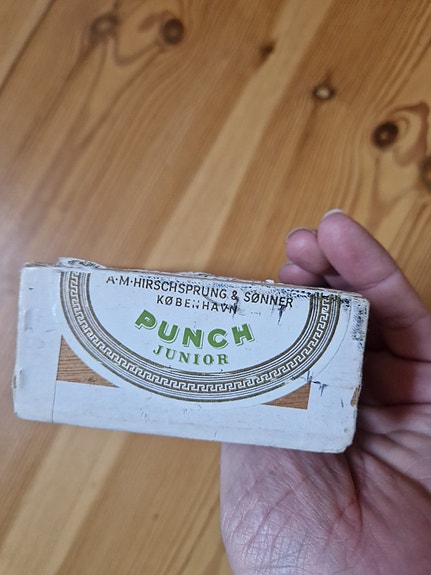 A·M·HIRSCHSPRUNG & SØNNER
KØBENHAVN
PUNCH
JUNIOR